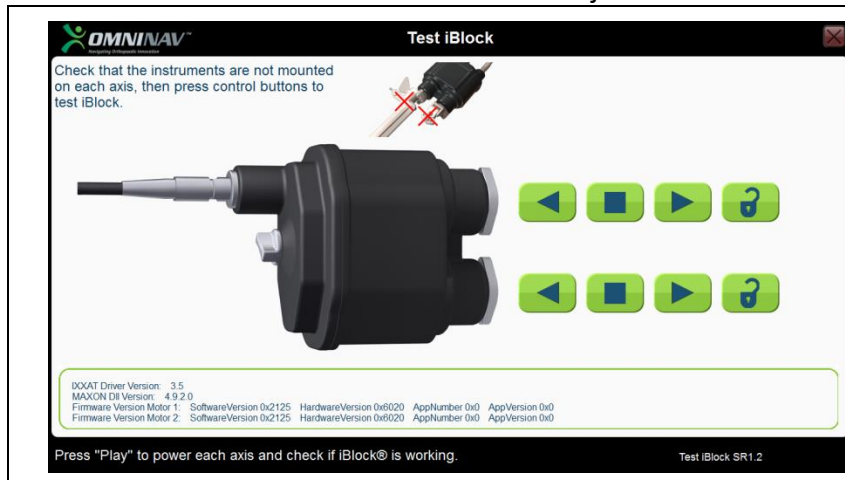 OMNINAV™
Navigating Orthopaedic Innovation
Test iBlock
Check that the instruments are not mounted
on each axis, then press control buttons to
test iBlock.
IXXAT Driver Version: 3.5
MAXON Dll Version: 4.9.2.0
Firmware Version Motor 1: SoftwareVersion 0x2125 HardwareVersion 0x6020 AppNumber 0x0 AppVersion 0x0
Firmware Version Motor 2: SoftwareVersion 0x2125 HardwareVersion 0x6020 AppNumber 0x0 AppVersion 0x0
Press "Play" to power each axis and check if iBlock® is working.
Test iBlock SR1.2